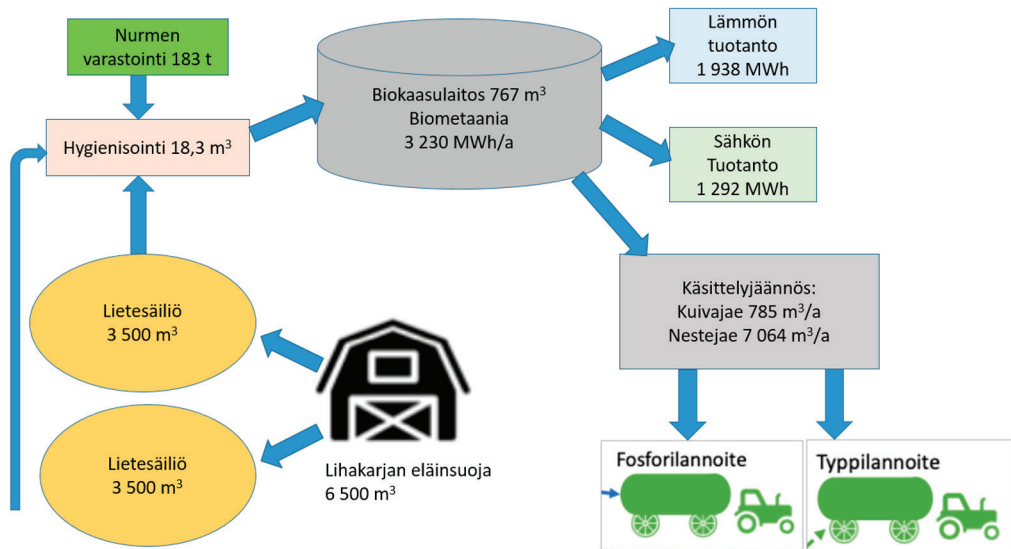 Nurmen
varastointi 183 t
Hygienisointi 18,3 m³
Biokaasulaitos 767 m³
Biometaania
3 230 MWh/a
Lämmön
tuotanto
1 938 MWh
Sähkön
Tuotanto
1 292 MWh
Lietesäiliö
3 500 m³
Lietesäiliö
3 500 m³
Lihakarjan eläinsuoja
6 500 m³
Käsittelyjäännös:
Kuivajae 785 m³/a
Nestejae 7 064 m³/a
Fosforilannoite
Typpilannoite